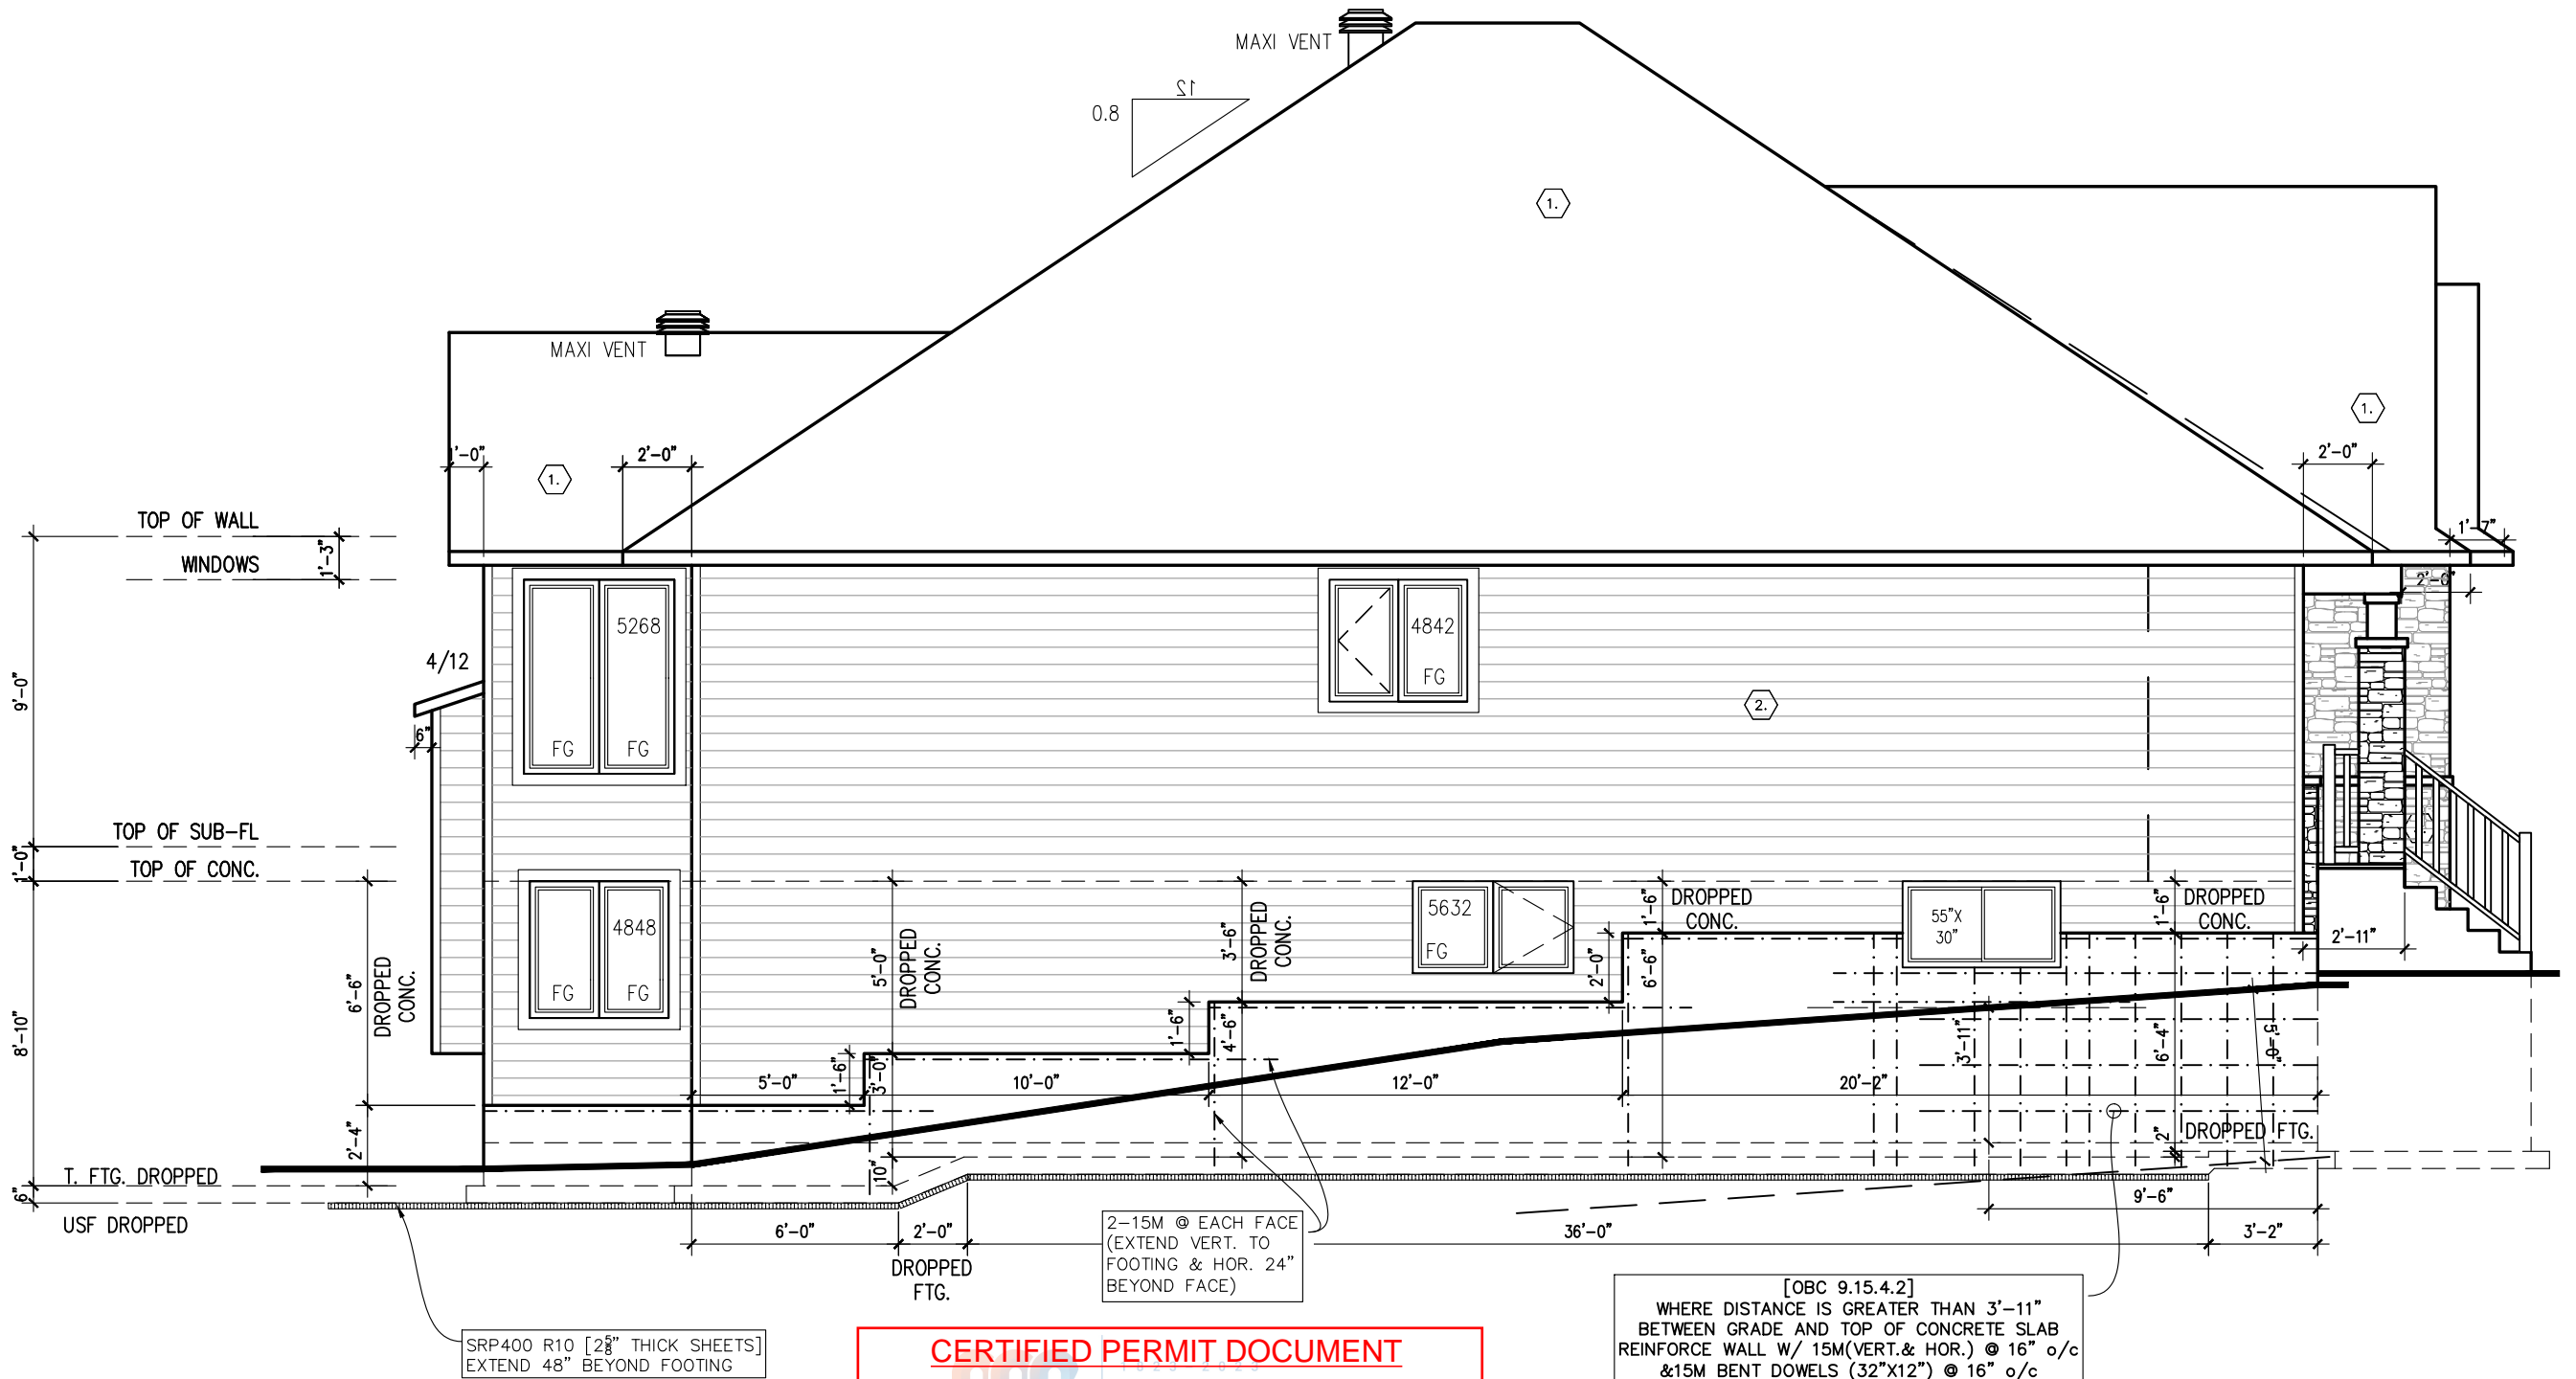 MAXI VENT
12
0.8
1.
MAXI VENT
1.
1'-0"
2'-0"
1.
2'-0"
TOP OF WALL
1'-3"
WINDOWS
1'-7"
2'-0"
5268
FG FG
4842
FG
4/12
9'-0"
6"
2.
TOP OF SUB-FL
1'-0"
TOP OF CONC.
4848
FG FG
6'-6"
DROPPED
CONC.
5'-0"
DROPPED
CONC.
3'-6"
DROPPED
CONC.
5632
FG
1'-6"
DROPPED
CONC.
55"X
30"
1'-6"
DROPPED
CONC.
2'-11"
8'-10"
2'-0"
6'-6"
1'-6"
4'-6"
1'-6"
3'-0"
3'-11"
6'-4"
5'-0"
5'-0"
10'-0"
12'-0"
20'-2"
2'-4"
2"
DROPPED FTG.
T. FTG. DROPPED
10"
6"
USF DROPPED
9'-6"
6'-0"
2'-0"
36'-0"
3'-2"
DROPPED
FTG.
2-15M @ EACH FACE
(EXTEND VERT. TO
FOOTING & HOR. 24"
BEYOND FACE)
[OBC 9.15.4.2]
WHERE DISTANCE IS GREATER THAN 3'-11"
BETWEEN GRADE AND TOP OF CONCRETE SLAB
REINFORCE WALL W/ 15M(VERT.& HOR.) @ 16" o/c
&15M BENT DOWELS (32"X12") @ 16" o/c
SRP400 R10 [2⅝" THICK SHEETS]
EXTEND 48" BEYOND FOOTING
CERTIFIED PERMIT DOCUMENT